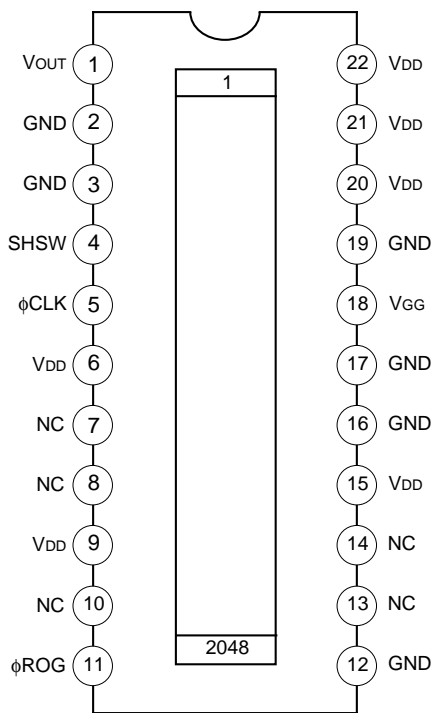 VOUT 1 1 22 VDD
GND 2 21 VDD
GND 3 20 VDD
SHSW 4 19 GND
ϕCLK 5 18 VGG
VDD 6 17 GND
NC 7 16 GND
NC 8 15 VDD
VDD 9 14 NC
NC 10 13 NC
ϕROG 11 2048 12 GND